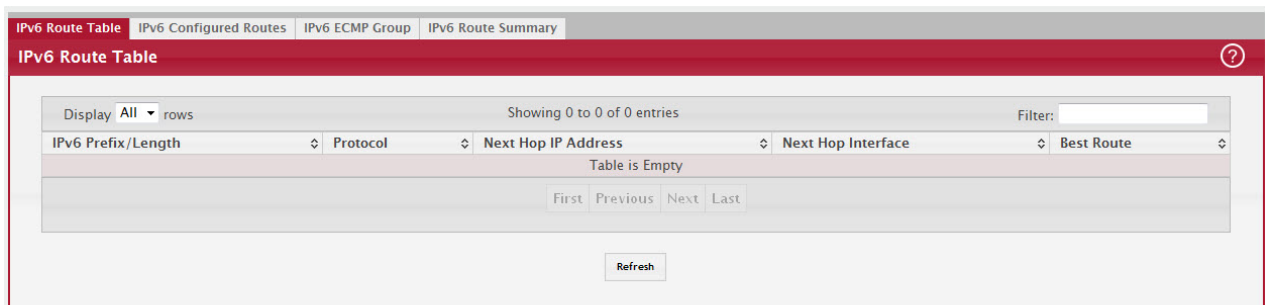 IPv6 Route Table IPv6 Configured Routes IPv6 ECMP Group IPv6 Route Summary
IPv6 Route Table ?
Display All rows Showing 0 to 0 of 0 entries Filter:
IPv6 Prefix/Length Protocol Next Hop IP Address Next Hop Interface Best Route
Table is Empty
First Previous Next Last
Refresh